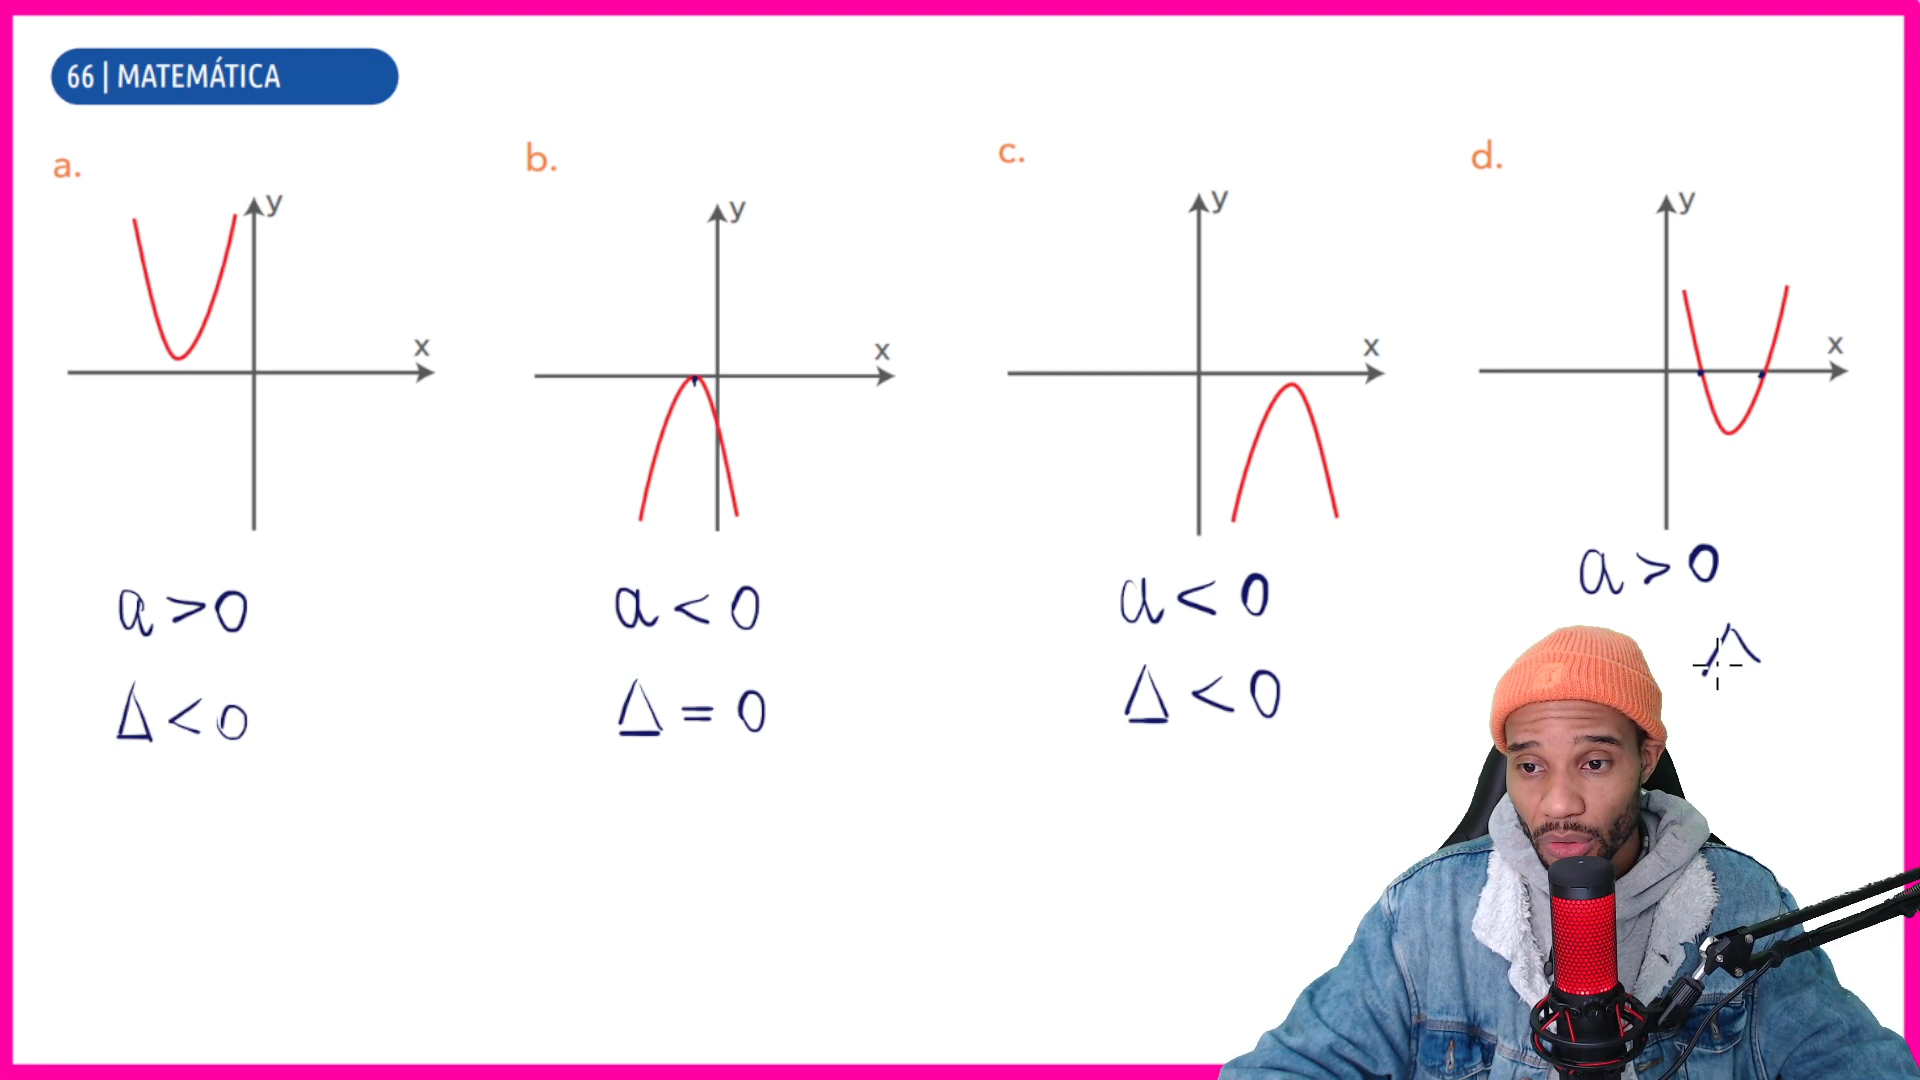 66 | MATEMÁTICA
a.
b.
c.
d.
y
x
y
x
y
x
y
x
a > 0
Δ < 0
a < 0
Δ = 0
a < 0
Δ < 0
a > 0
Δ